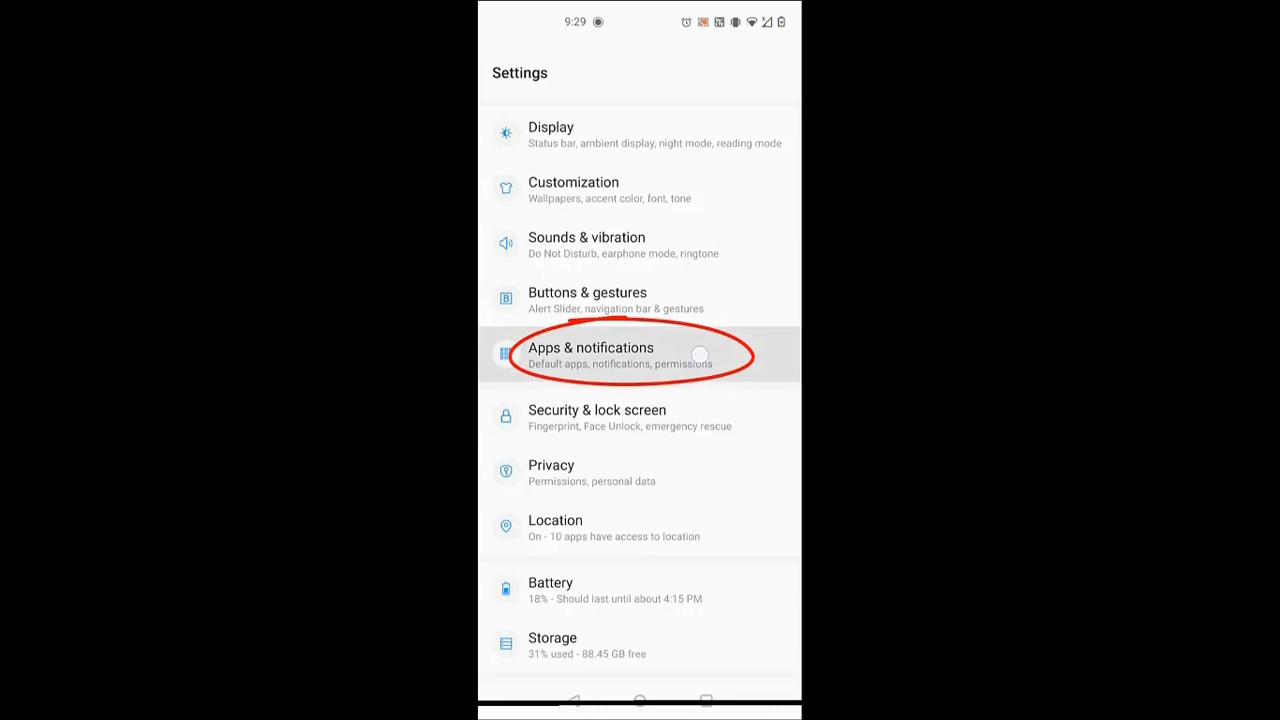 9:29
Settings
Display
Status bar, ambient display, night mode, reading mode
Customization
Wallpapers, accent color, font, tone
Sounds & vibration
Do Not Disturb, earphone mode, ringtone
B
Buttons & gestures
Alert Slider, navigation bar & gestures
Apps & notifications
Default apps, notifications, permissions
Security & lock screen
Fingerprint, Face Unlock, emergency rescue
Privacy
Permissions, personal data
Location
On - 10 apps have access to location
Battery
18% - Should last until about 4:15 PM
Storage
31% used - 88.45 GB free